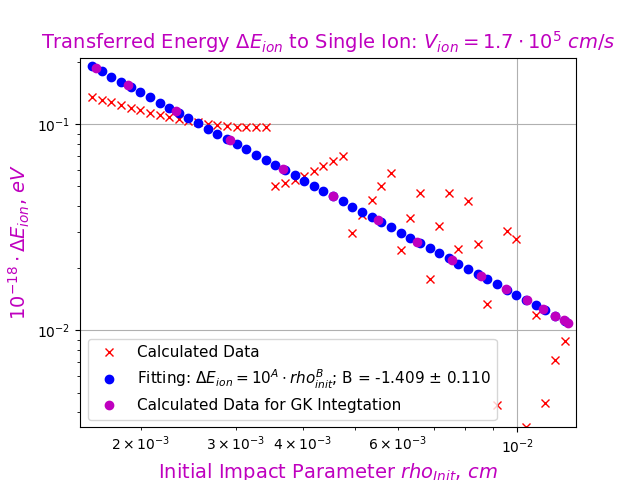 Transferred Energy ΔE_ion to Single Ion: V_ion = 1.7 · 10^5 cm/s
10^-18 · ΔE_ion, eV
10^-1
10^-2
Calculated Data
Fitting: ΔE_ion = 10^A · rho_init^B; B = -1.409 ± 0.110
Calculated Data for GK Integtation
2 × 10^-3 3 × 10^-3 4 × 10^-3 6 × 10^-3 10^-2
Initial Impact Parameter rho_Init, cm